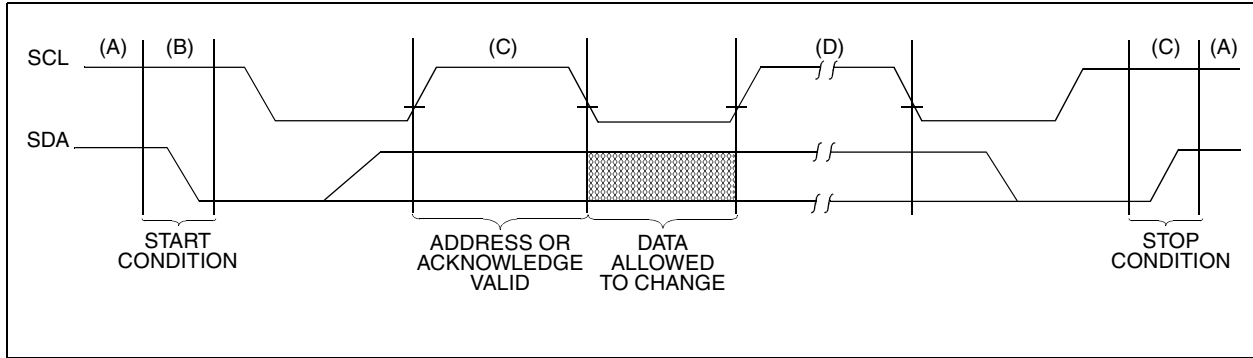 (A) (B) (C) (D) (C) (A)
SCL
SDA
START
CONDITION
ADDRESS OR
ACKNOWLEDGE
VALID
DATA
ALLOWED
TO CHANGE
STOP
CONDITION